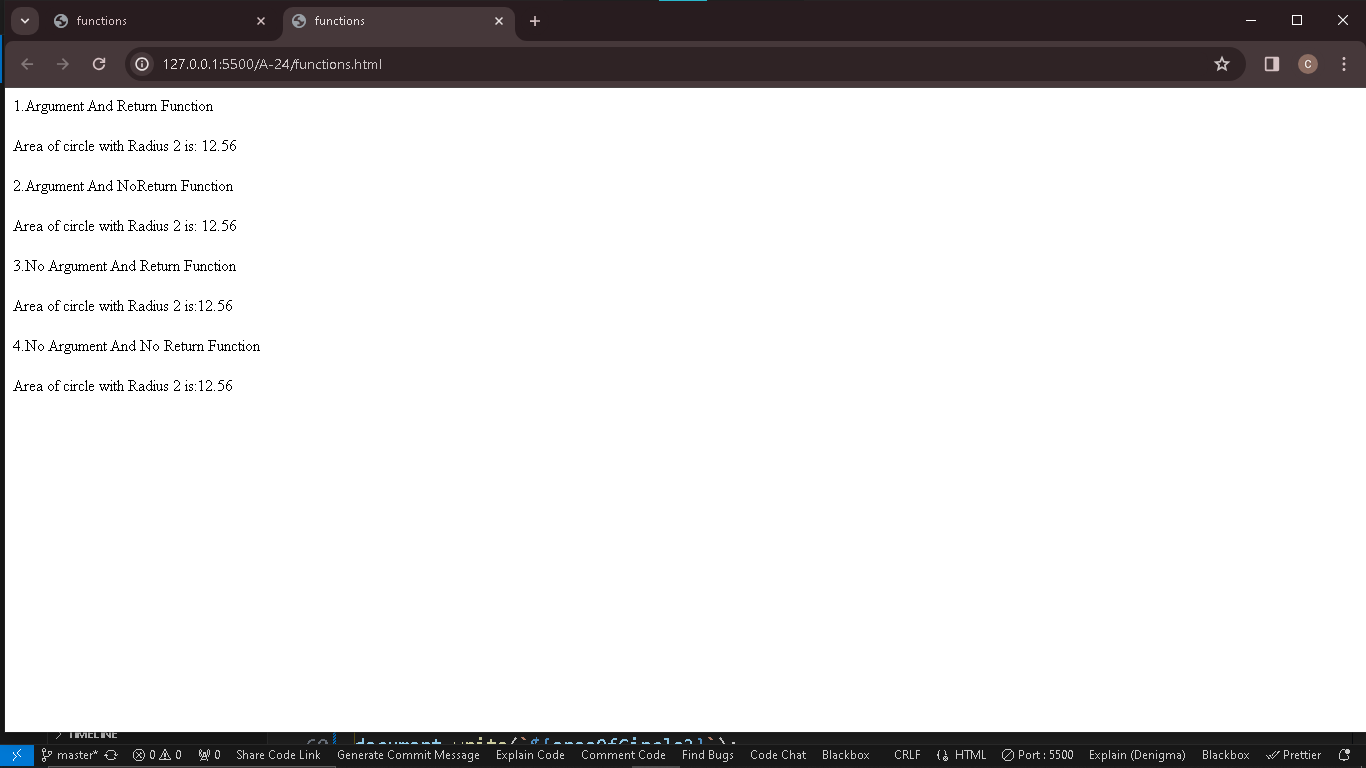 functions
functions
127.0.0.1:5500/A-24/functions.html
C
1.Argument And Return Function
Area of circle with Radius 2 is: 12.56
2.Argument And NoReturn Function
Area of circle with Radius 2 is: 12.56
3.No Argument And Return Function
Area of circle with Radius 2 is:12.56
4.No Argument And No Return Function
Area of circle with Radius 2 is:12.56
TIMELINE
master* 0 0 0 Share Code Link Generate Commit Message Explain Code Comment Code Find Bugs Code Chat Blackbox CRLF HTML Port : 5500 Explain (Denigma) Blackbox Prettier